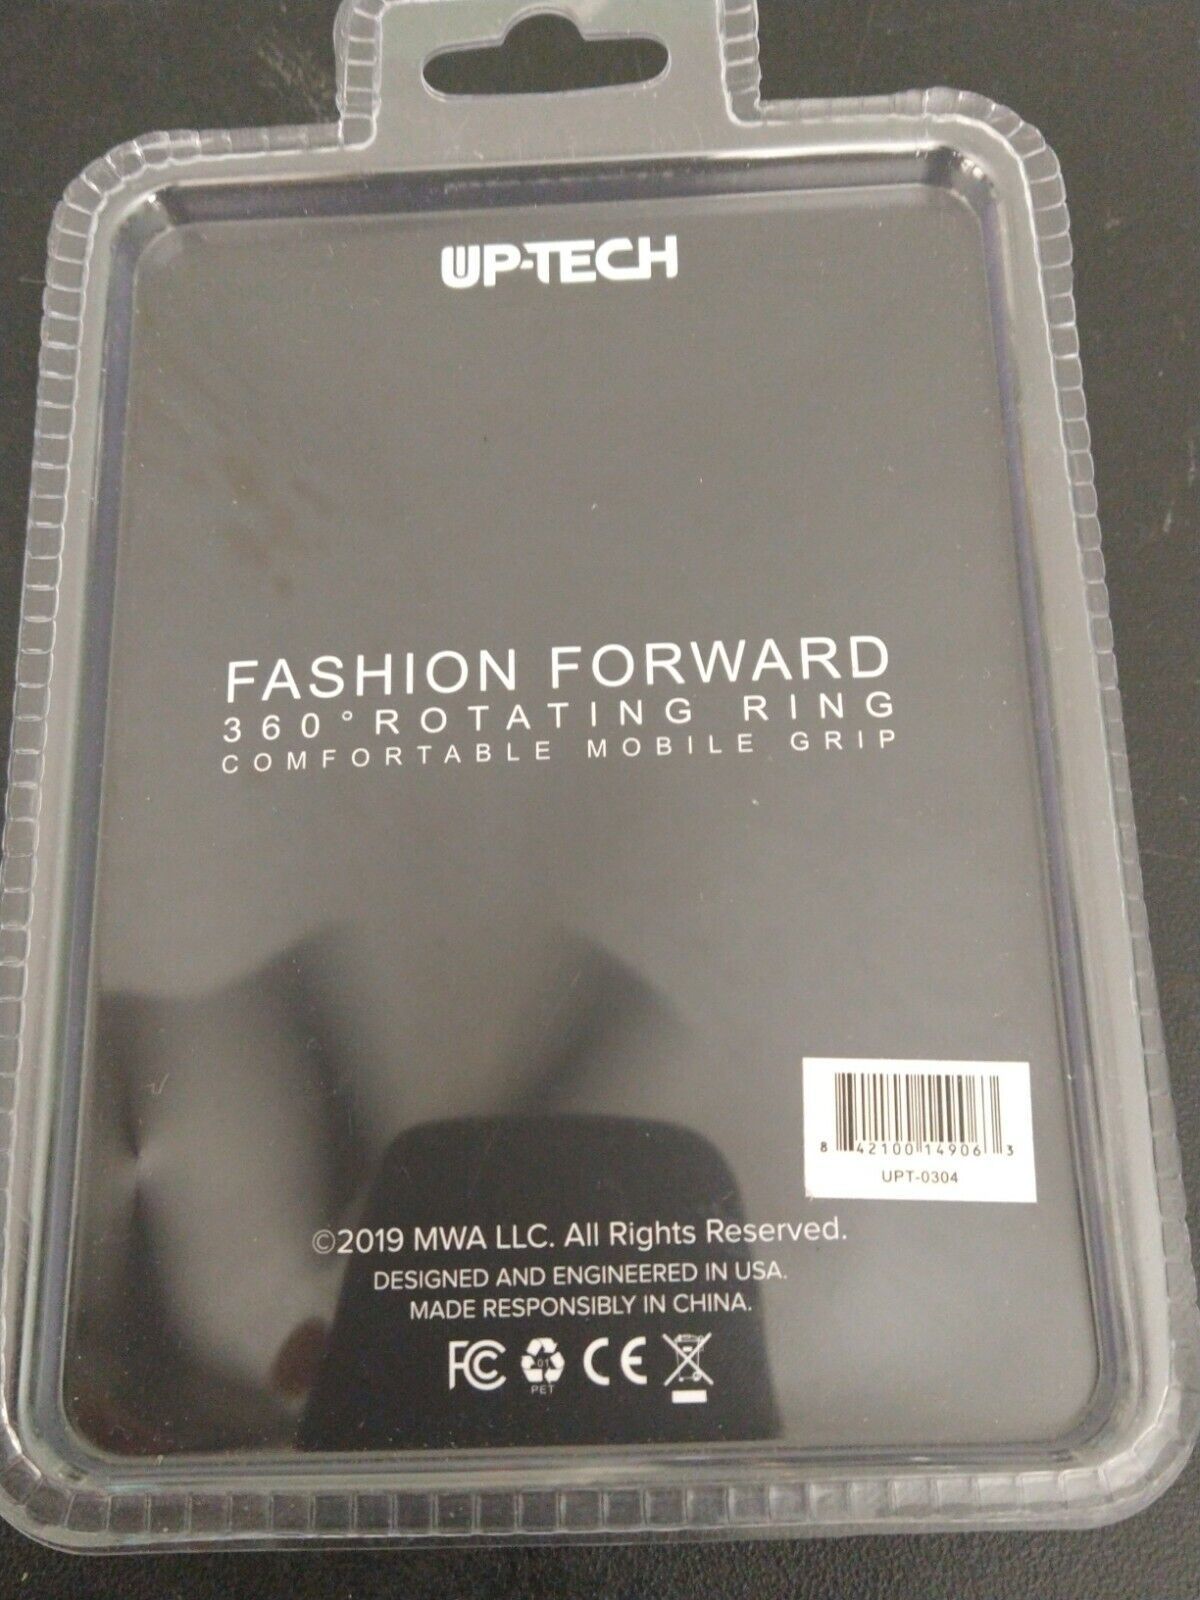 UP-TECH
FASHION FORWARD
360° ROTATING RING
COMFORTABLE MOBILE GRIP
8 42100 14906 3
UPT-0304
©2019 MWA LLC. All Rights Reserved.
DESIGNED AND ENGINEERED IN USA.
MADE RESPONSIBLY IN CHINA.
FC 01 CE
PET